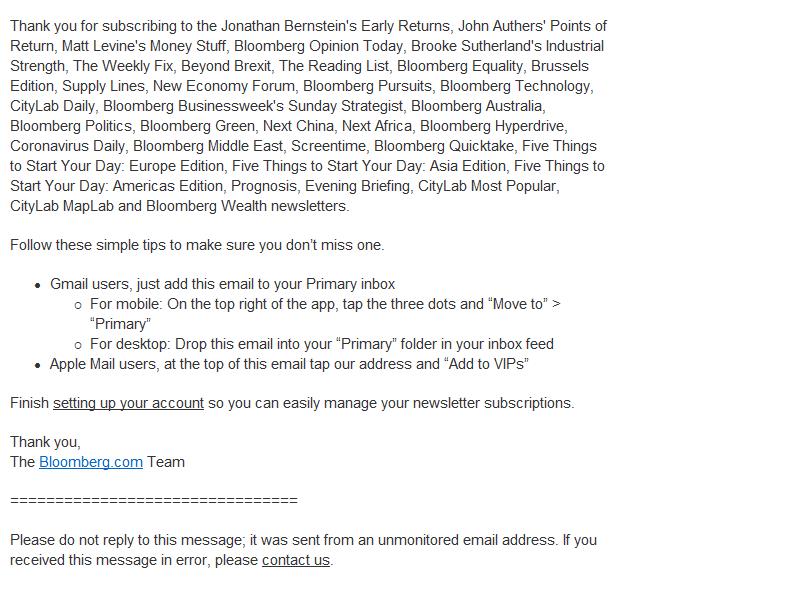 Thank you for subscribing to the Jonathan Bernstein's Early Returns, John Authers' Points of
Return, Matt Levine's Money Stuff, Bloomberg Opinion Today, Brooke Sutherland's Industrial
Strength, The Weekly Fix, Beyond Brexit, The Reading List, Bloomberg Equality, Brussels
Edition, Supply Lines, New Economy Forum, Bloomberg Pursuits, Bloomberg Technology,
CityLab Daily, Bloomberg Businessweek's Sunday Strategist, Bloomberg Australia,
Bloomberg Politics, Bloomberg Green, Next China, Next Africa, Bloomberg Hyperdrive,
Coronavirus Daily, Bloomberg Middle East, Screentime, Bloomberg Quicktake, Five Things
to Start Your Day: Europe Edition, Five Things to Start Your Day: Asia Edition, Five Things to
Start Your Day: Americas Edition, Prognosis, Evening Briefing, CityLab Most Popular,
CityLab MapLab and Bloomberg Wealth newsletters.
Follow these simple tips to make sure you don’t miss one.
• Gmail users, just add this email to your Primary inbox
o For mobile: On the top right of the app, tap the three dots and “Move to” >
“Primary”
o For desktop: Drop this email into your “Primary” folder in your inbox feed
• Apple Mail users, at the top of this email tap our address and “Add to VIPs”
Finish setting up your account so you can easily manage your newsletter subscriptions.
Thank you,
The Bloomberg.com Team
================================
Please do not reply to this message; it was sent from an unmonitored email address. If you
received this message in error, please contact us.